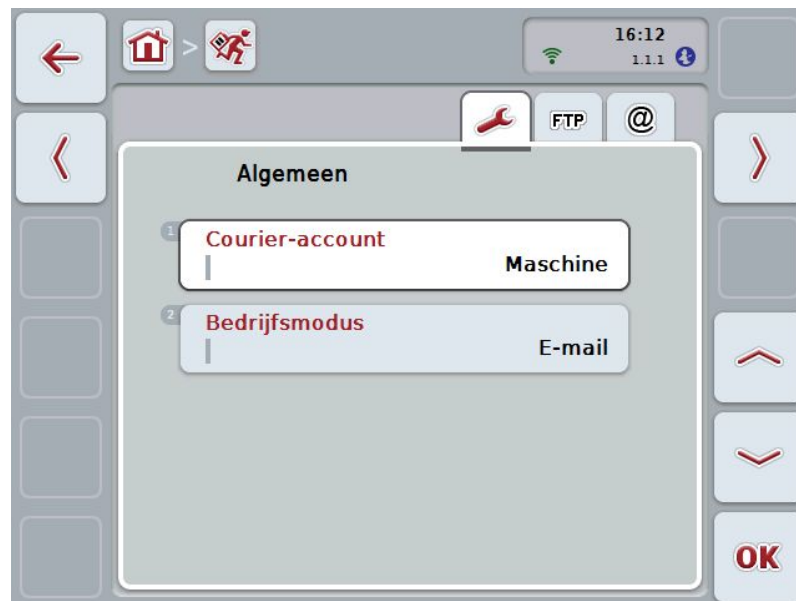 >
16:12
1.1.1
FTP @
Algemeen
1
Courier-account
Maschine
2
Bedrijfsmodus
E-mail
OK